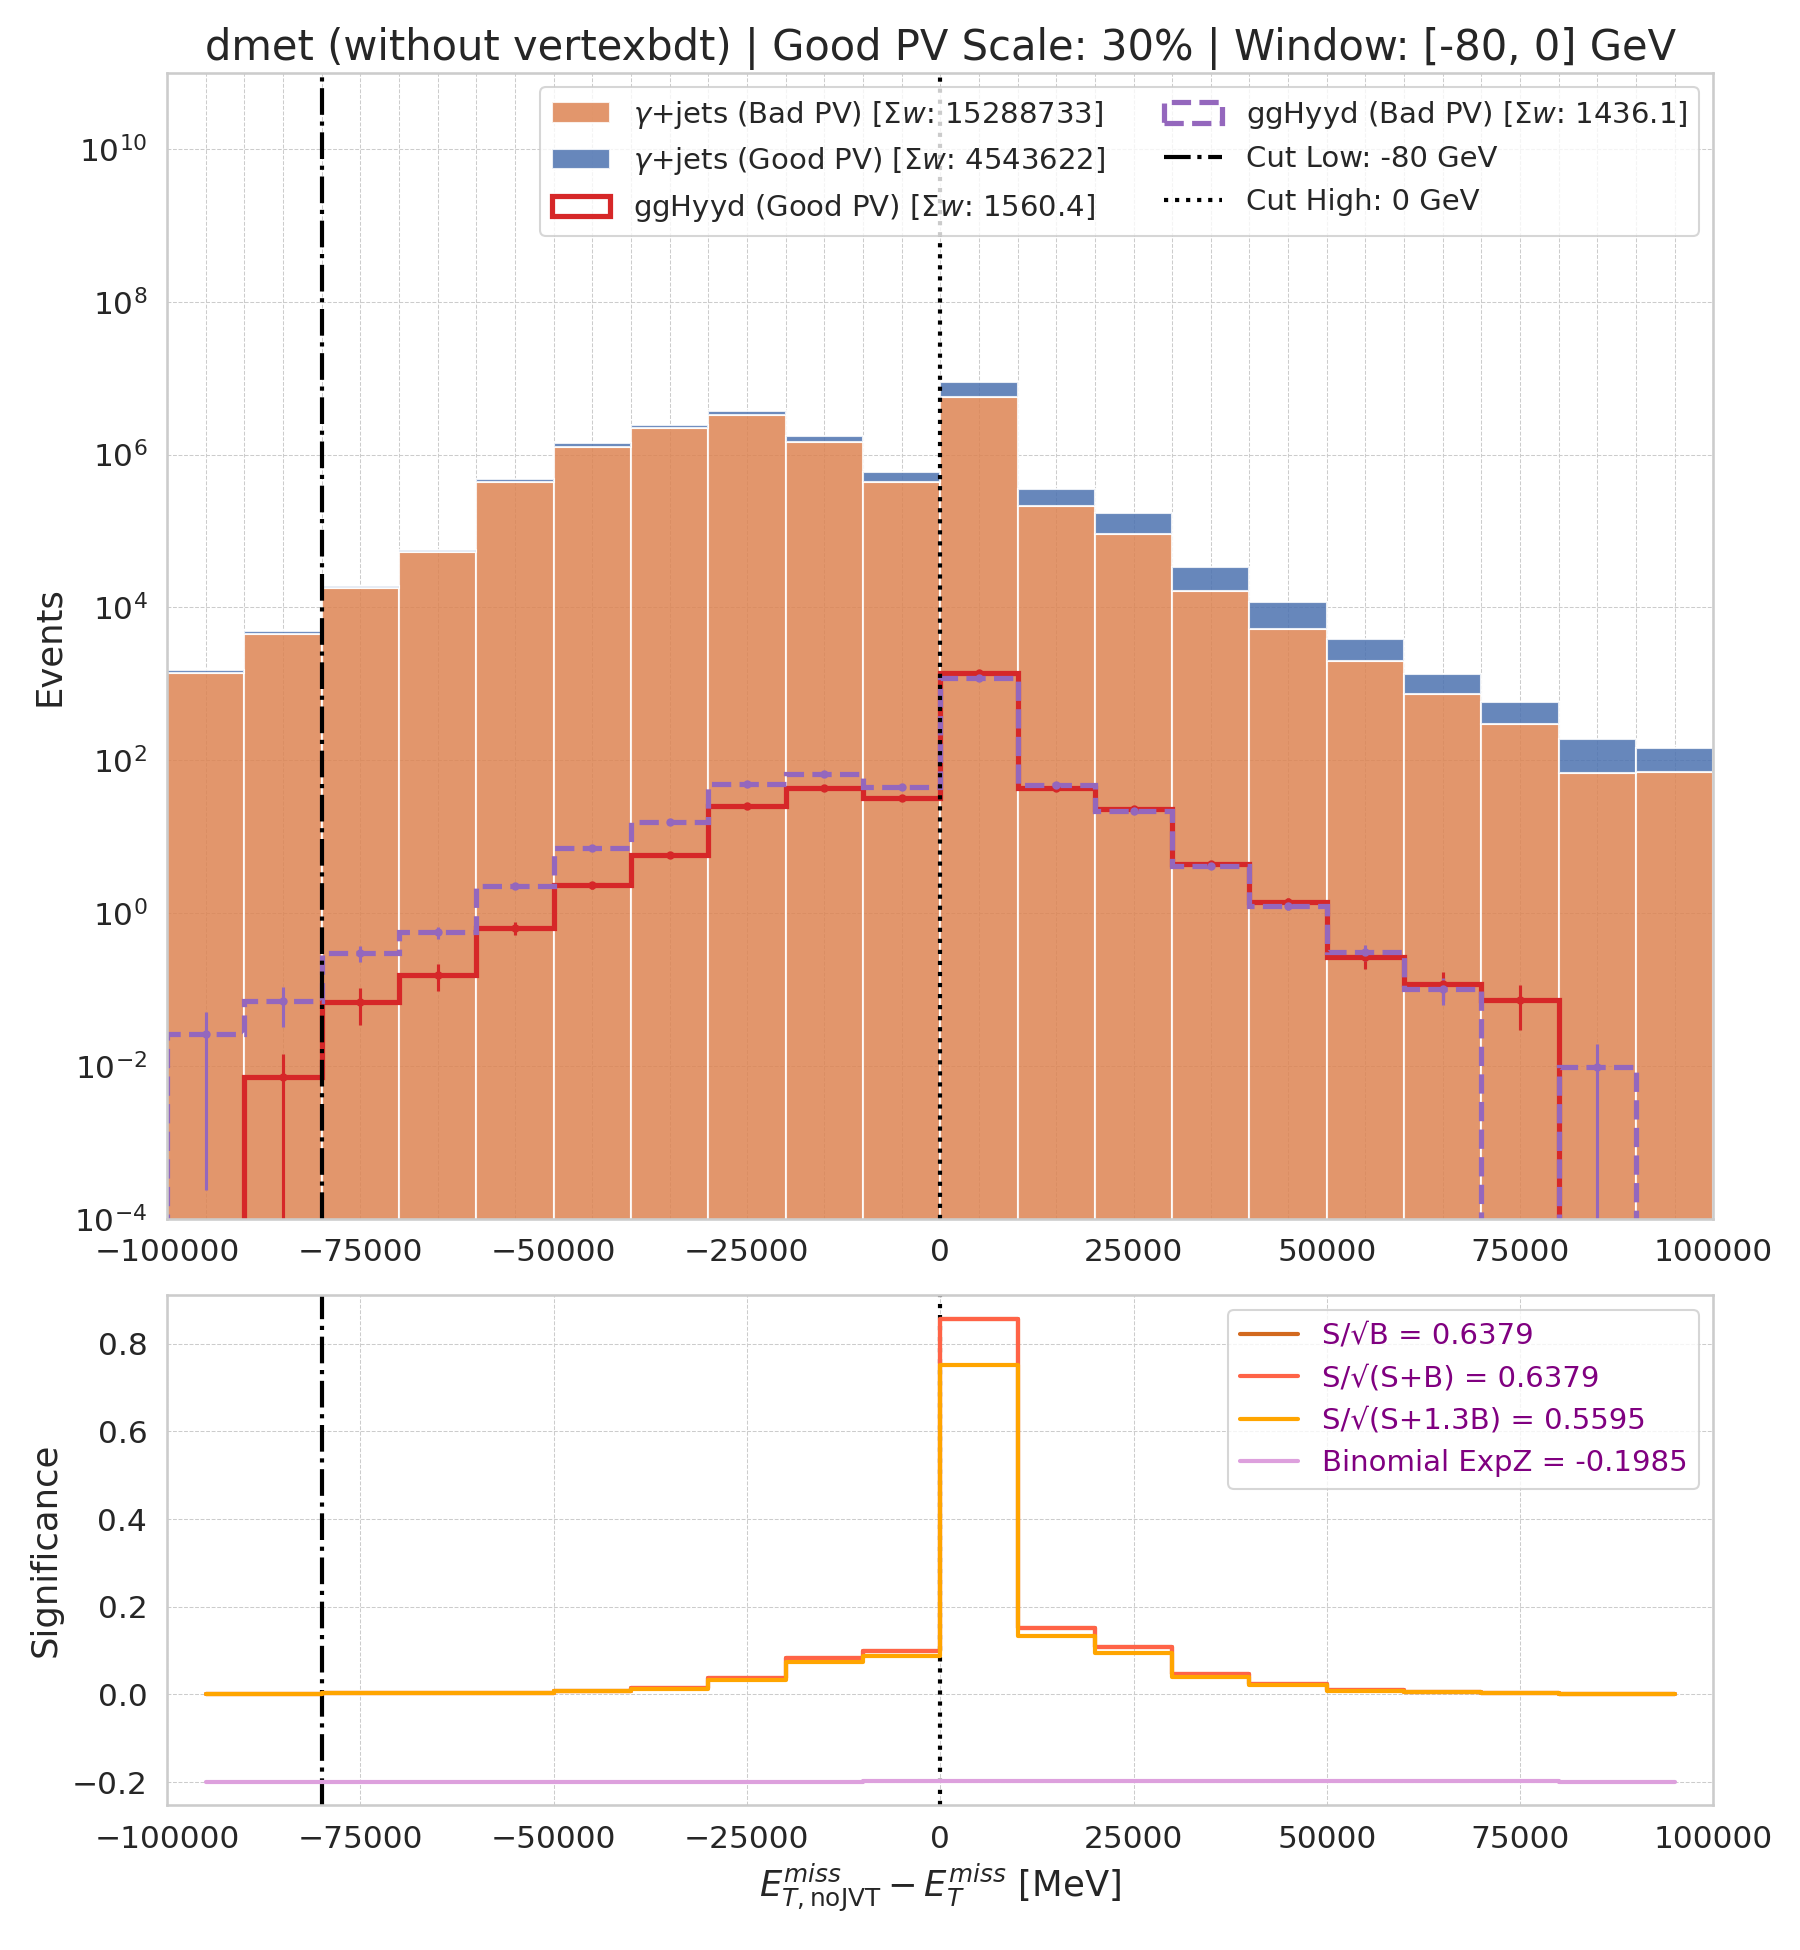 dmet (without vertexbdt) | Good PV Scale: 30% | Window: [-80, 0] GeV
γ+jets (Bad PV) [Σw: 15288733]
γ+jets (Good PV) [Σw: 4543622]
ggHyyd (Good PV) [Σw: 1560.4]
ggHyyd (Bad PV) [Σw: 1436.1]
Cut Low: -80 GeV
Cut High: 0 GeV
Events
10^10
10^8
10^6
10^4
10^2
10^0
10^−2
10^−4
−100000 −75000 −50000 −25000 0 25000 50000 75000 100000
S/√B = 0.6379
S/√(S+B) = 0.6379
S/√(S+1.3B) = 0.5595
Binomial ExpZ = -0.1985
Significance
0.8
0.6
0.4
0.2
0.0
−0.2
−100000 −75000 −50000 −25000 0 25000 50000 75000 100000
E_{T,noJVT}^{miss} − E_T^{miss} [MeV]